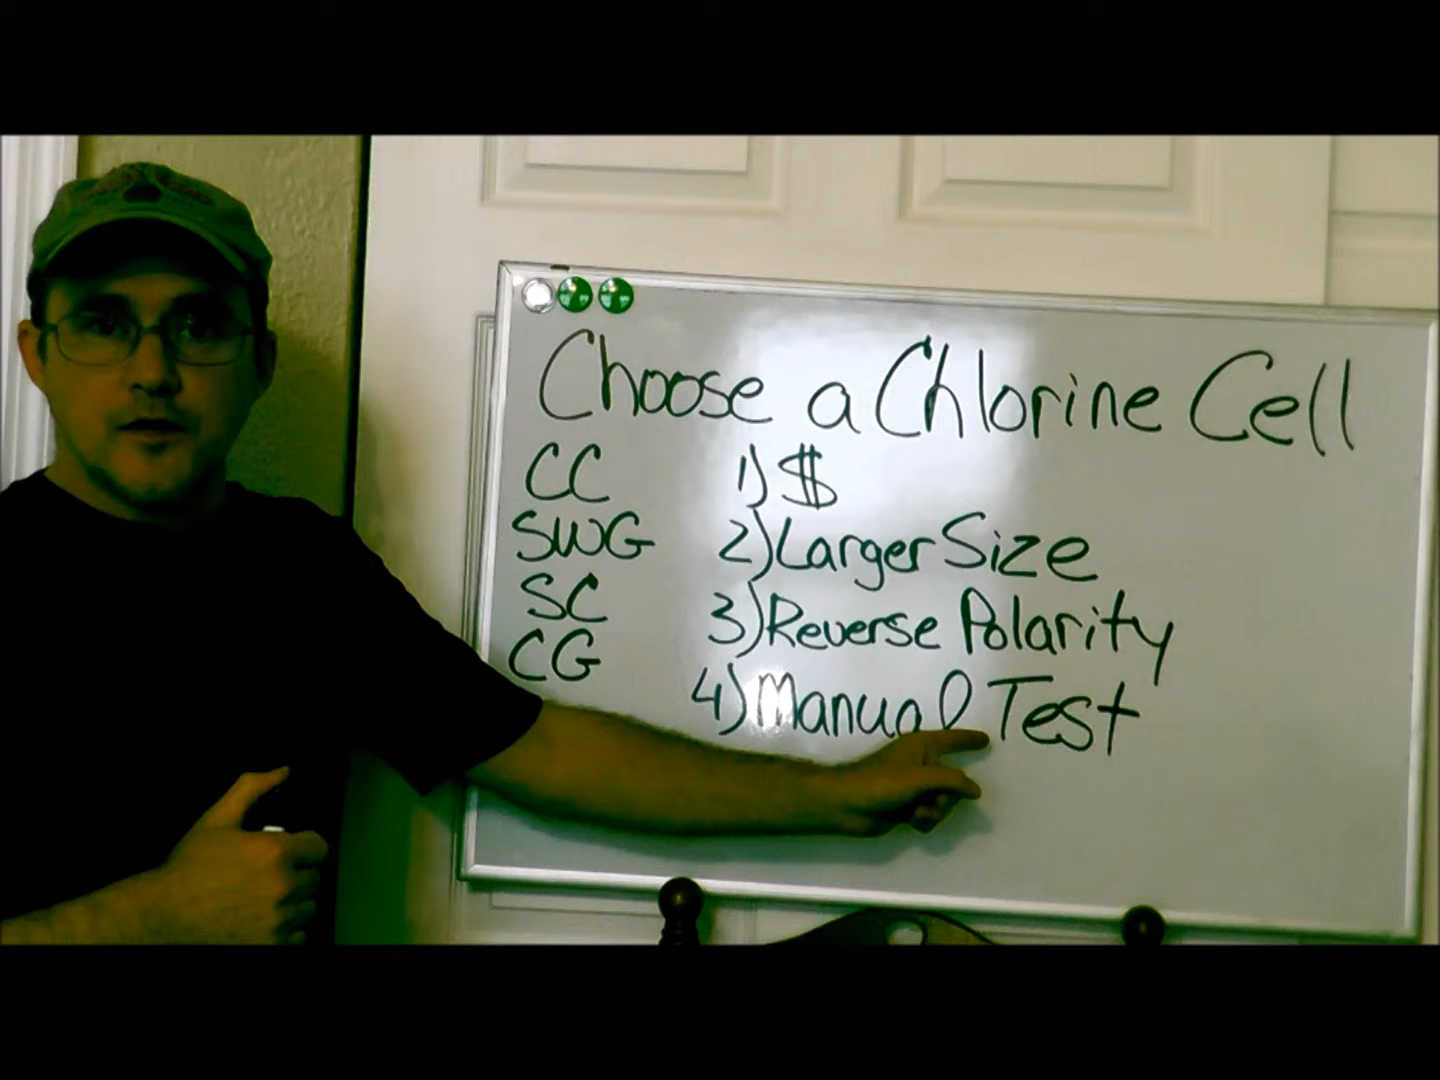 Choose a Chlorine Cell
CC
SWG
SC
CG
1) $
2) Larger Size
3) Reverse Polarity
4) Manual Test